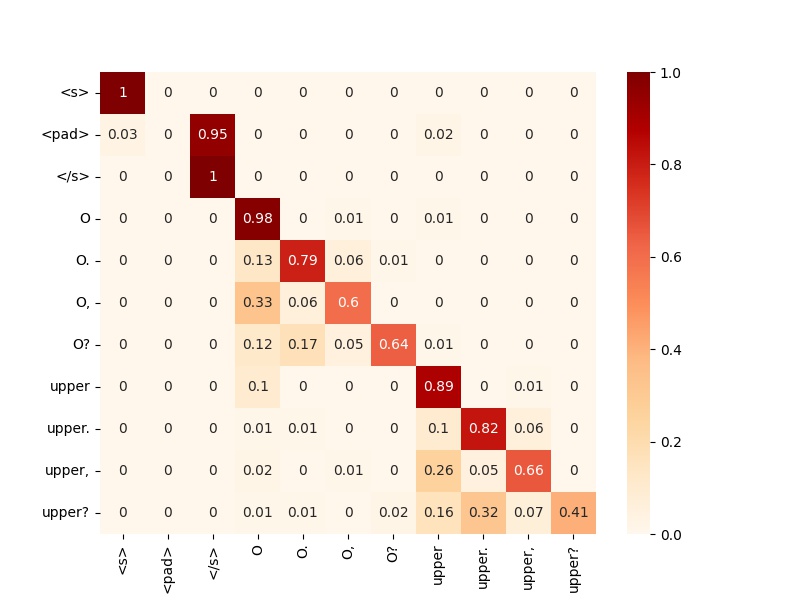 <s> 1 0 0 0 0 0 0 0 0 0 0
<pad> 0.03 0 0.95 0 0 0 0 0.02 0 0 0
</s> 0 0 1 0 0 0 0 0 0 0 0
O 0 0 0 0.98 0 0.01 0 0.01 0 0 0
O. 0 0 0 0.13 0.79 0.06 0.01 0 0 0 0
O, 0 0 0 0.33 0.06 0.6 0 0 0 0 0
O? 0 0 0 0.12 0.17 0.05 0.64 0.01 0 0 0
upper 0 0 0 0.1 0 0 0 0.89 0 0.01 0
upper. 0 0 0 0.01 0.01 0 0 0.1 0.82 0.06 0
upper, 0 0 0 0.02 0 0.01 0 0.26 0.05 0.66 0
upper? 0 0 0 0.01 0.01 0 0.02 0.16 0.32 0.07 0.41
<s> <pad> </s> O O. O, O? upper upper. upper, upper?
1.0
0.8
0.6
0.4
0.2
0.0